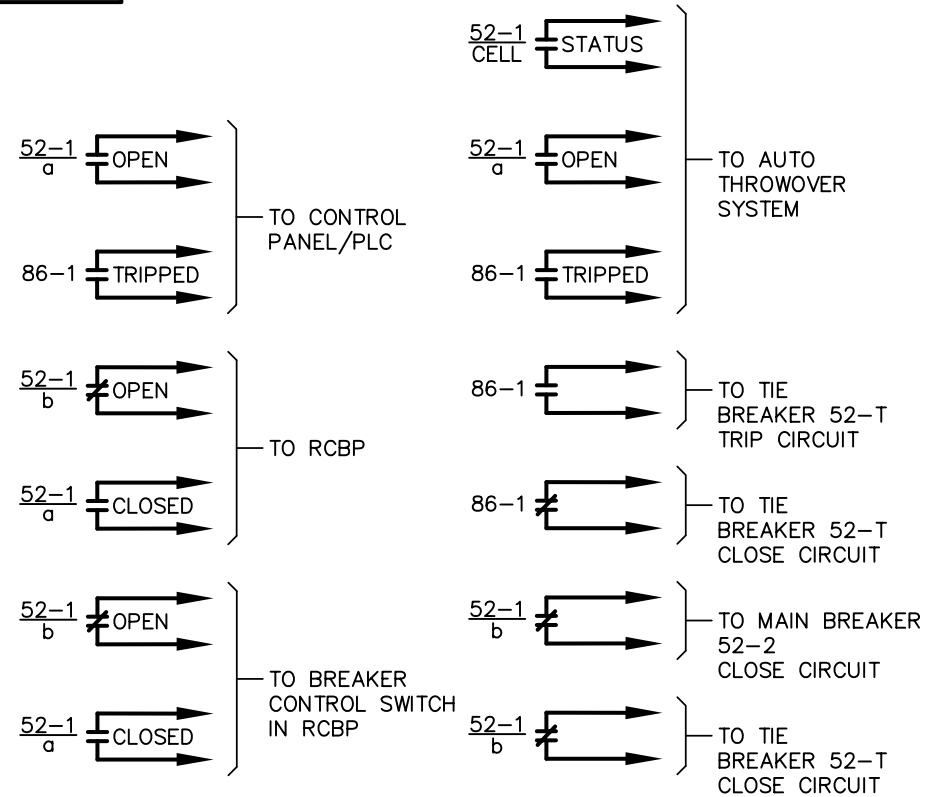 52-1
a
OPEN
86-1
TRIPPED
TO CONTROL
PANEL/PLC
52-1
b
OPEN
52-1
a
CLOSED
TO RCBP
52-1
b
OPEN
52-1
a
CLOSED
TO BREAKER
CONTROL SWITCH
IN RCBP
52-1
CELL
STATUS
52-1
a
OPEN
86-1
TRIPPED
TO AUTO
THROWOVER
SYSTEM
86-1
TO TIE
BREAKER 52-T
TRIP CIRCUIT
86-1
TO TIE
BREAKER 52-T
CLOSE CIRCUIT
52-1
b
TO MAIN BREAKER
52-2
CLOSE CIRCUIT
52-1
b
TO TIE
BREAKER 52-T
CLOSE CIRCUIT